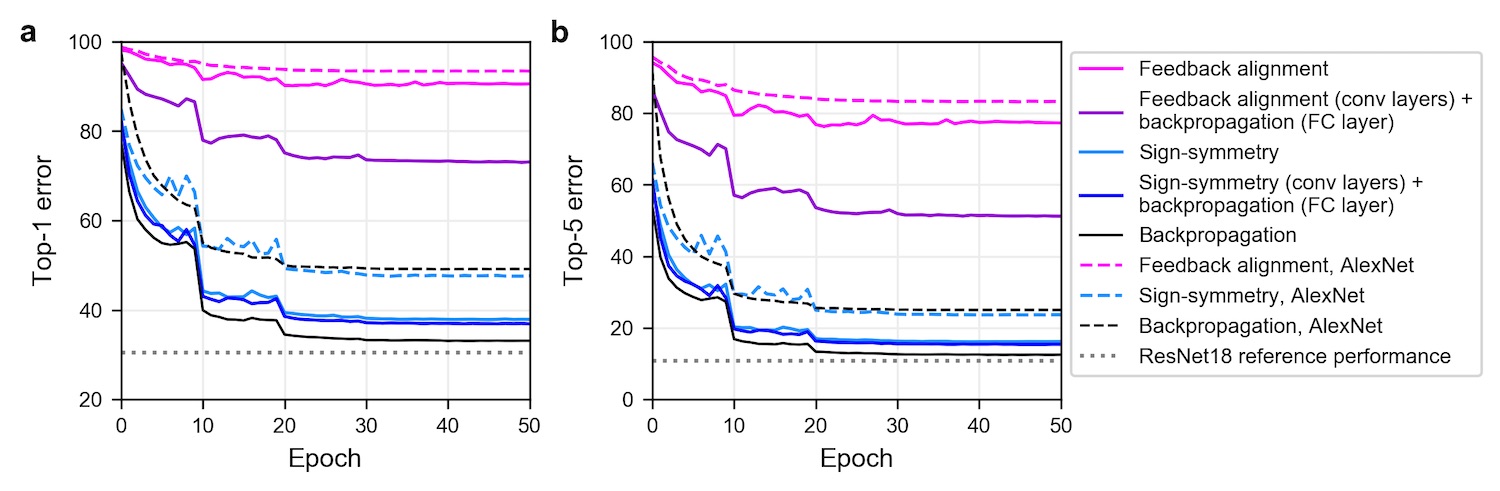 a
100
80
60
40
20
0 10 20 30 40 50
Top-1 error
Epoch
b
100
80
60
40
20
0
0 10 20 30 40 50
Top-5 error
Epoch
Feedback alignment
Feedback alignment (conv layers) +
backpropagation (FC layer)
Sign-symmetry
Sign-symmetry (conv layers) +
backpropagation (FC layer)
Backpropagation
Feedback alignment, AlexNet
Sign-symmetry, AlexNet
Backpropagation, AlexNet
ResNet18 reference performance